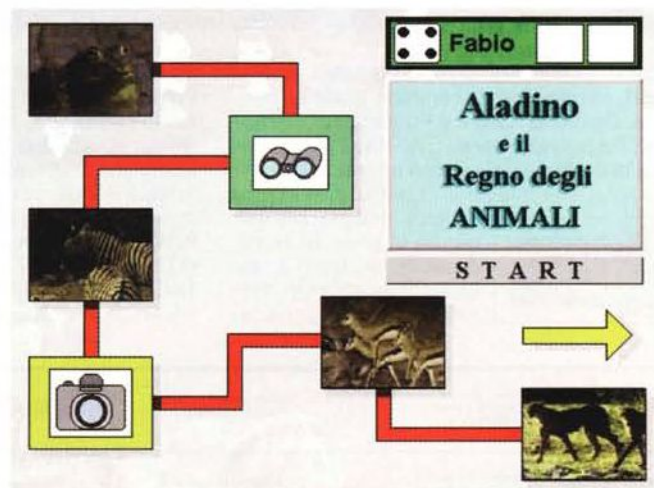 Fabio
Aladino
e il
Regno degli
ANIMALI
START